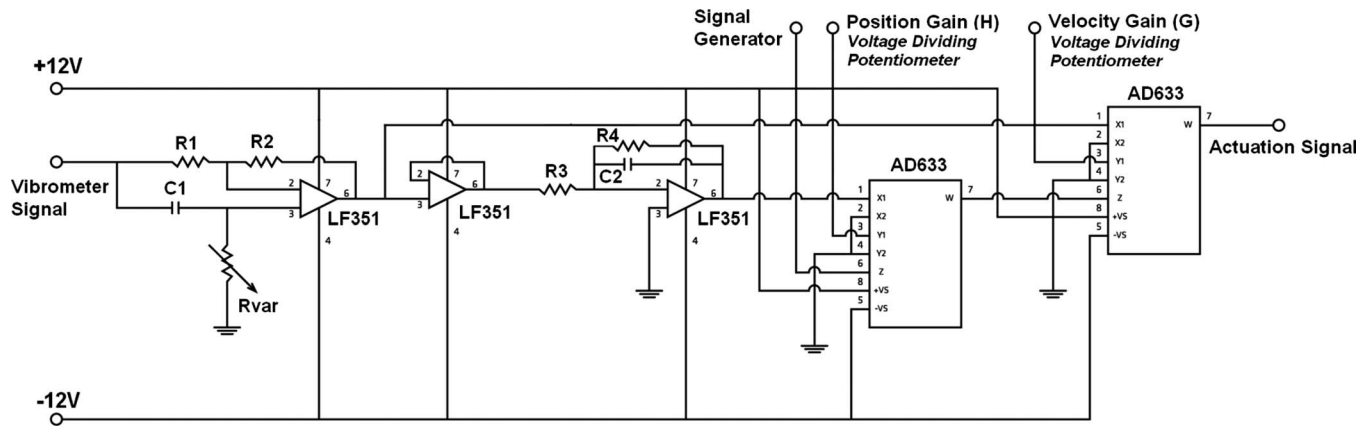 Signal
Generator
Position Gain (H)
Voltage Dividing
Potentiometer
Velocity Gain (G)
Voltage Dividing
Potentiometer
+12V
AD633
1 X1 W 7
2 X2
3 Y1
4 Y2
6 Z
8 +VS
5 -VS
Actuation Signal
R1 R2
Vibrometer
Signal
C1
2 7 6
3
4
LF351
Rvar
2 7 6
3
4
LF351
R3
R4
C2
2 7 6
3
4
LF351
AD633
1 X1 W 7
2 X2
3 Y1
4 Y2
6 Z
8 +VS
5 -VS
-12V